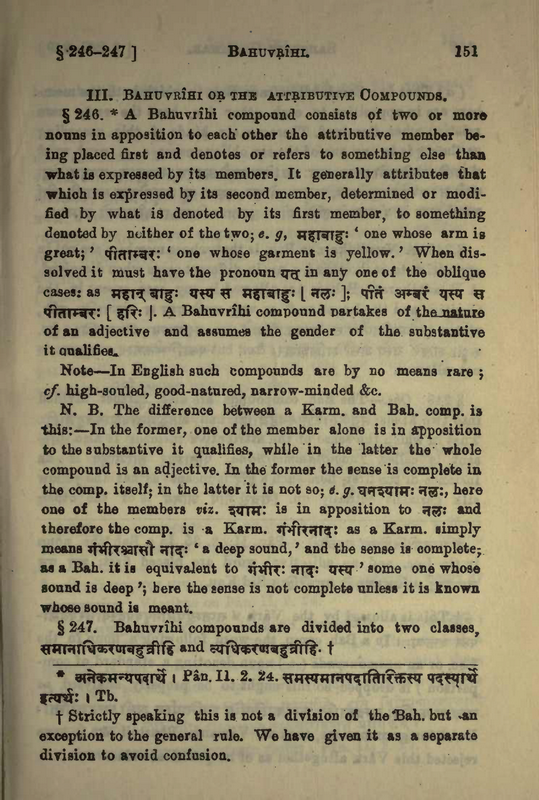 § 246–247 ] BAHUVRÎHI. 151
III. BAHUVRÎHI OR THE ATTRIBUTIVE COMPOUNDS.
§ 246. * A Bahuvrîhi compound consists of two or more
nouns in apposition to each other the attributive member be-
ing placed first and denotes or refers to something else than
what is expressed by its members. It generally attributes that
which is expressed by its second member, determined or modi-
fied by what is denoted by its first member, to something
denoted by neither of the two; e. g, महाबाहुः ‘ one whose arm is
great; ’ पीताम्बरः ‘ one whose garment is yellow. ’ When dis-
solved it must have the pronoun यत् in any one of the oblique
cases: as महान् बाहुः यस्य स महाबाहुः [ नलः ]; पीतं अम्बरं यस्य स
पीताम्बरः [ हरिः ]. A Bahuvrîhi compound partakes of the nature
of an adjective and assumes the gender of the substantive
it qualifies.
Note—In English such compounds are by no means rare ;
cf. high-souled, good-natured, narrow-minded &c.
N. B. The difference between a Karm. and Bah. comp. is
this:—In the former, one of the member alone is in apposition
to the substantive it qualifies, while in the latter the whole
compound is an adjective. In the former the sense is complete in
the comp. itself; in the latter it is not so; e. g. घनश्यामः नलः, here
one of the members viz. श्यामः is in apposition to नलः and
therefore the comp. is a Karm. गंभीरनादः as a Karm. simply
means गंभीरश्चासौ नादः ‘ a deep sound,’ and the sense is complete;
as a Bah. it is equivalent to गंभीरः नादः यस्य ’ some one whose
sound is deep ’; here the sense is not complete unless it is known
whose sound is meant.
§ 247. Bahuvrîhi compounds are divided into two classes,
समानाधिकरणबहुव्रीहि and व्यधिकरणबहुव्रीहि. †
* अनेकमन्यपदार्थे । Pân. II. 2. 24. समस्यमानपदातिरिक्तस्य पदस्यार्थे
इत्यर्थः । Tb.
† Strictly speaking this is not a division of the Bah. but an
exception to the general rule. We have given it as a separate
division to avoid confusion.